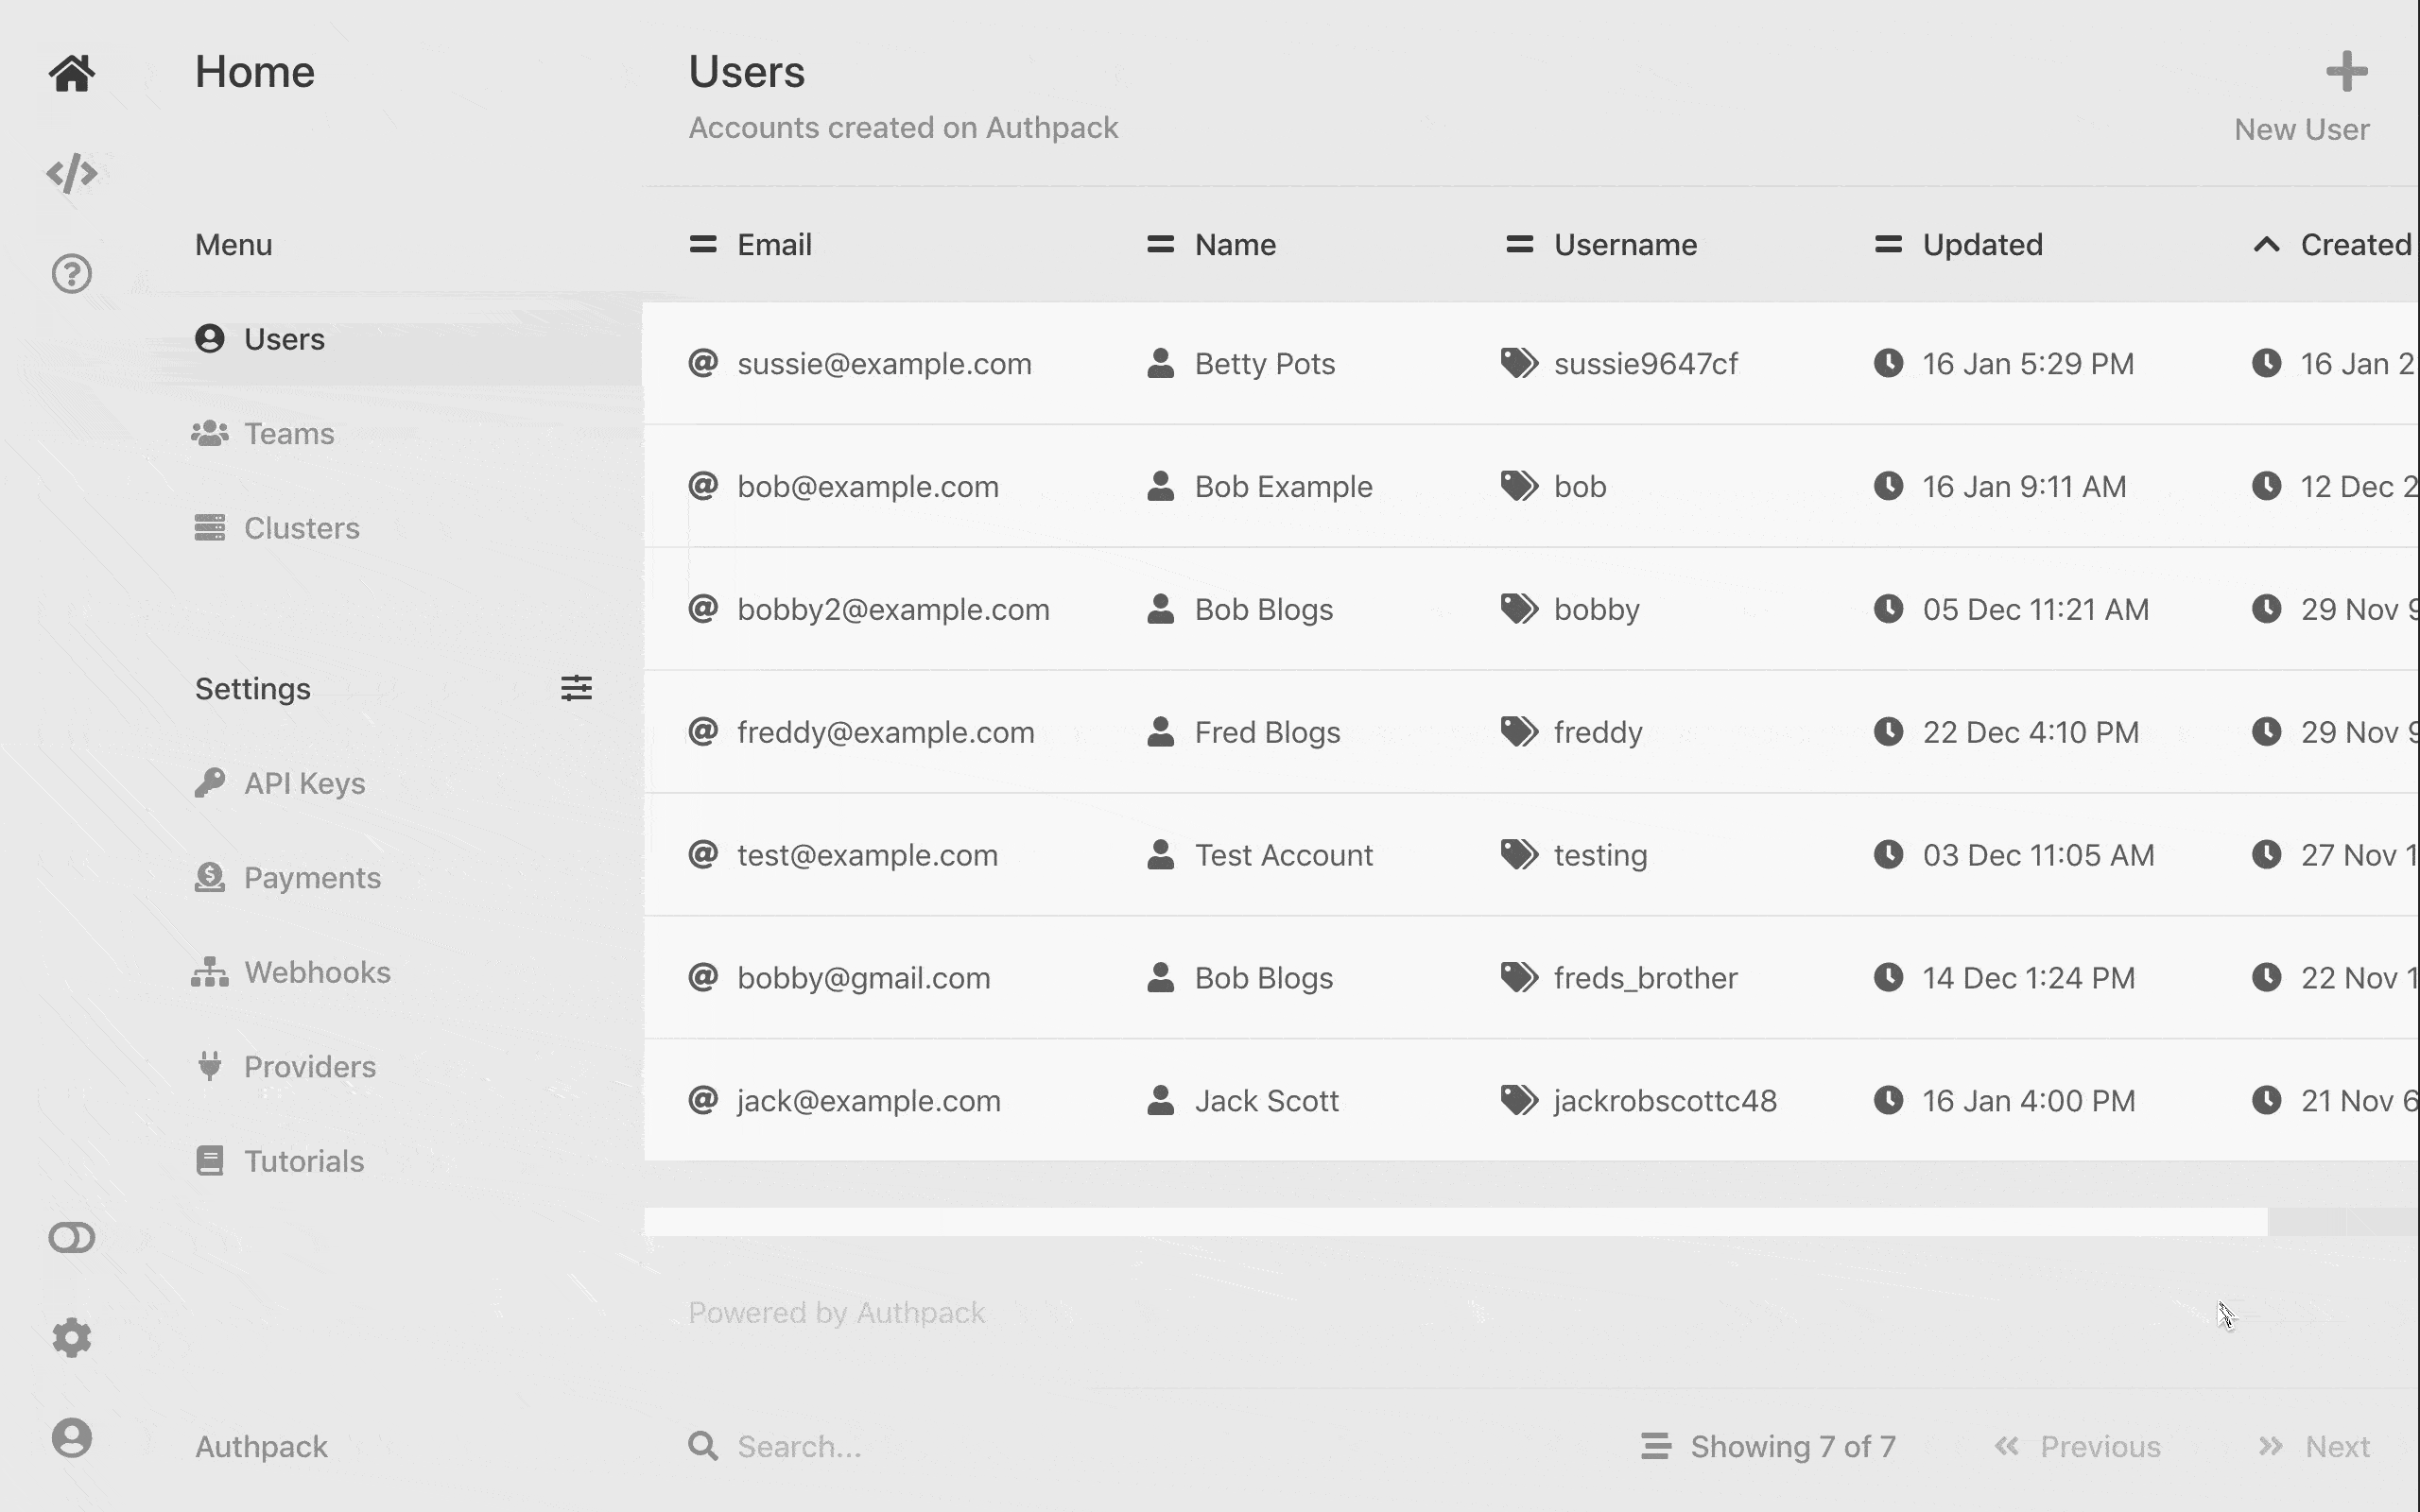 Home
Menu
Users
Teams
Clusters
Settings
API Keys
Payments
Webhooks
Providers
Tutorials
Authpack
Users
Accounts created on Authpack
New User
Email Name Username Updated Created
sussie@example.com Betty Pots sussie9647cf 16 Jan 5:29 PM 16 Jan 2
bob@example.com Bob Example bob 16 Jan 9:11 AM 12 Dec 2
bobby2@example.com Bob Blogs bobby 05 Dec 11:21 AM 29 Nov 9
freddy@example.com Fred Blogs freddy 22 Dec 4:10 PM 29 Nov 9
test@example.com Test Account testing 03 Dec 11:05 AM 27 Nov 1
bobby@gmail.com Bob Blogs freds_brother 14 Dec 1:24 PM 22 Nov 1
jack@example.com Jack Scott jackrobscottc48 16 Jan 4:00 PM 21 Nov 6
Powered by Authpack
Search... Showing 7 of 7 Previous Next